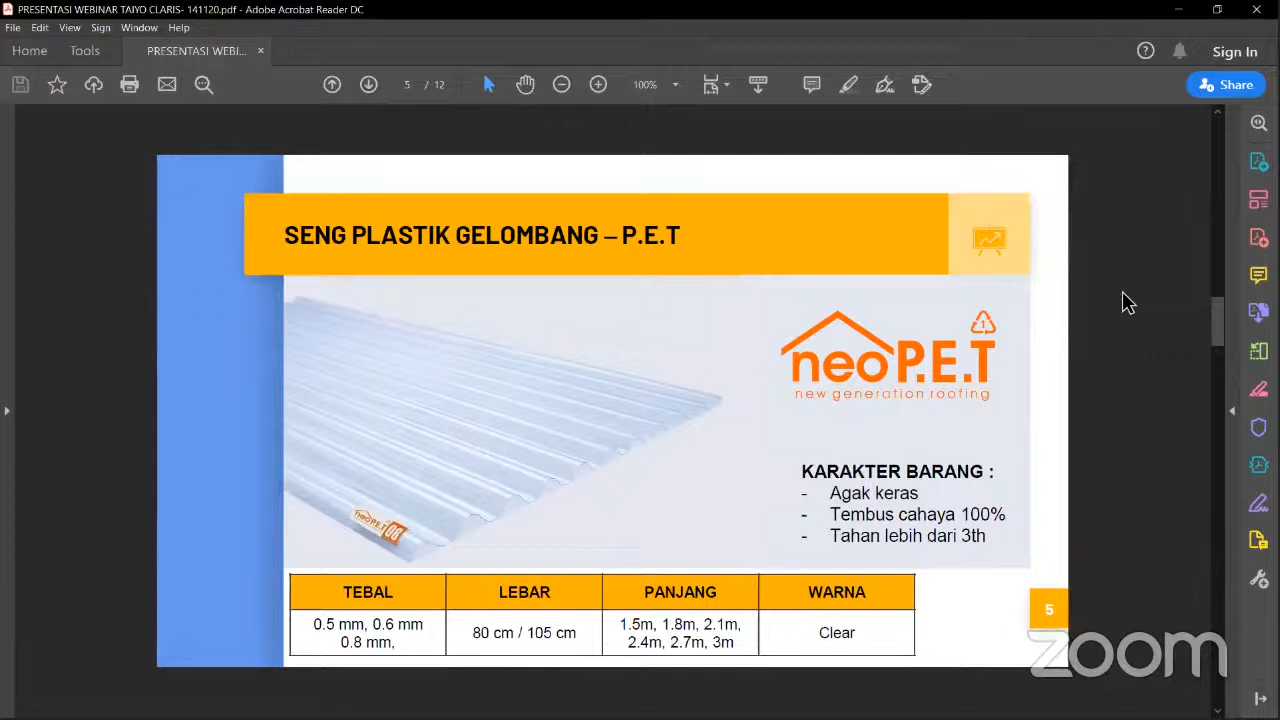 PRESENTASI WEBINAR TAIYO CLARIS- 141120.pdf - Adobe Acrobat Reader DC
File Edit View Sign Window Help
Home Tools PRESENTASI WEBI... ×
Sign In
5 / 12 100%
Share
SENG PLASTIK GELOMBANG – P.E.T
1
neoP.E.T
new generation roofing
KARAKTER BARANG :
- Agak keras
- Tembus cahaya 100%
- Tahan lebih dari 3th
neoP.E.T 08
TEBAL LEBAR PANJANG WARNA
0.5 mm, 0.6 mm
0.8 mm,
80 cm / 105 cm
1.5m, 1.8m, 2.1m,
2.4m, 2.7m, 3m
Clear
5
zoom